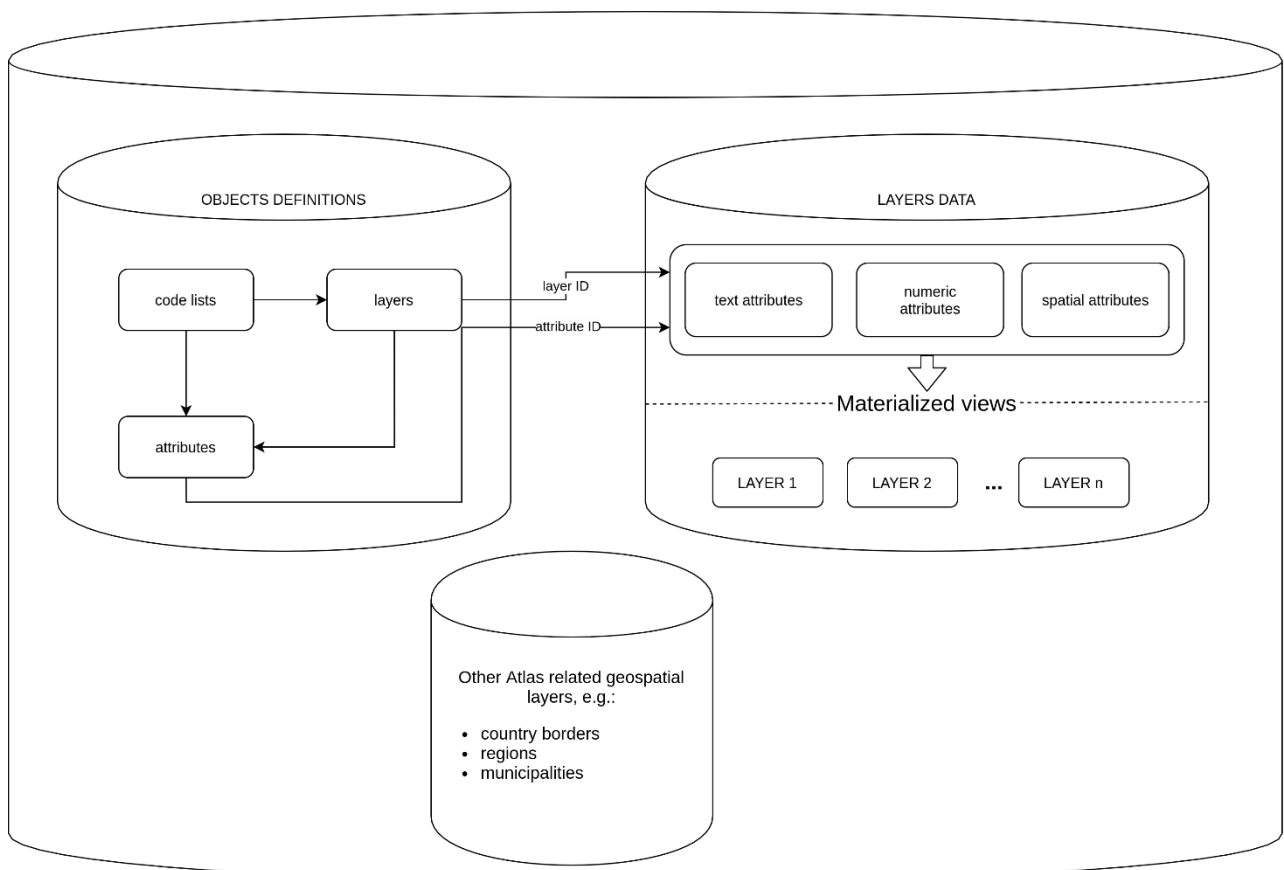 OBJECTS DEFINITIONS
code lists
layers
attributes
layer ID
attribute ID
LAYERS DATA
text attributes
numeric
attributes
spatial attributes
Materialized views
LAYER 1
LAYER 2
...
LAYER n
Other Atlas related geospatial
layers, e.g.:
• country borders
• regions
• municipalities